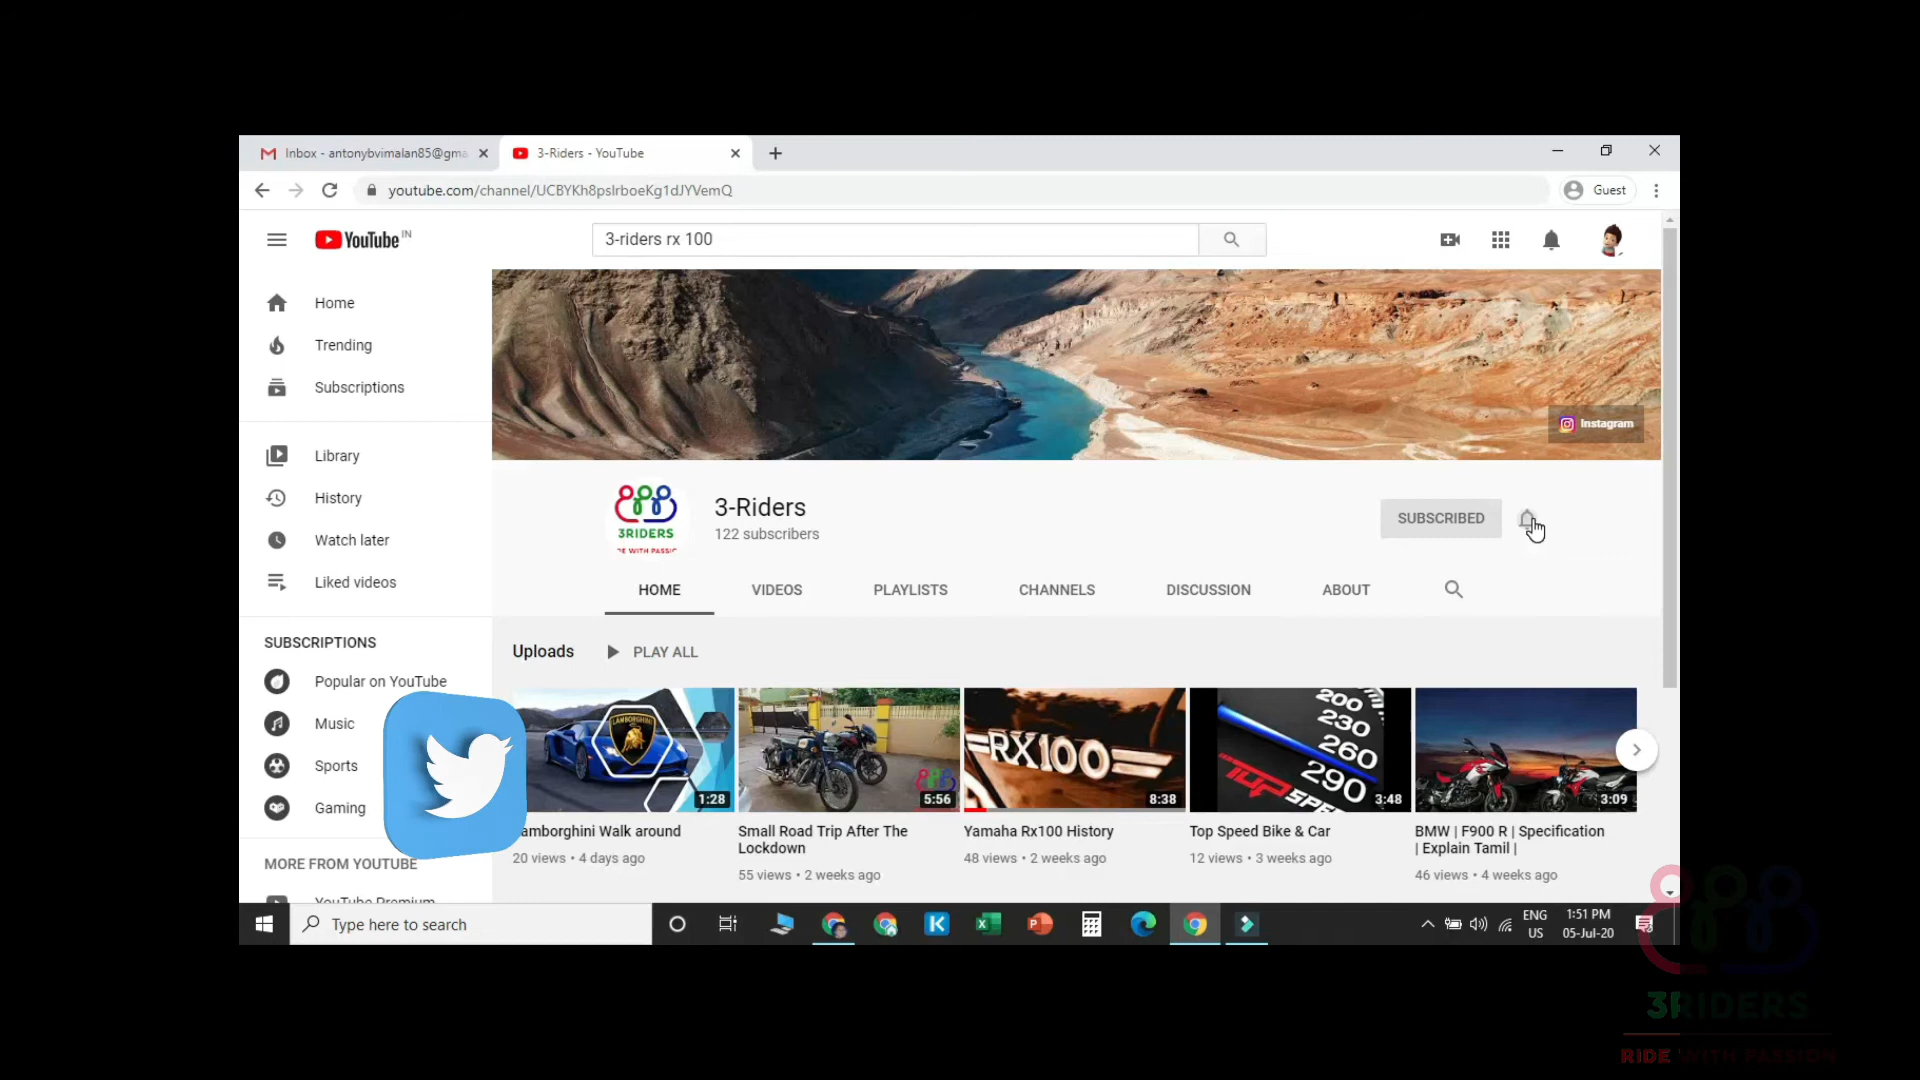 Inbox - antonybvimalan85@gma
3-Riders - YouTube
youtube.com/channel/UCBYKh8pslrboeKg1dJYVemQ
Guest
YouTube IN
3-riders rx 100
Home
Trending
Subscriptions
Library
History
Watch later
Liked videos
SUBSCRIPTIONS
Popular on YouTube
Music
Sports
Gaming
MORE FROM YOUTUBE
YouTube Premium
Instagram
3RIDERS
3-Riders
122 subscribers
SUBSCRIBED
HOME VIDEOS PLAYLISTS CHANNELS DISCUSSION ABOUT
Uploads PLAY ALL
LAMBORGHINI
1:28
5:56
RX100
8:38
200
230
260
290
TOP SPEE
3:48
3:09
amborghini Walk around
20 views • 4 days ago
Small Road Trip After The
Lockdown
55 views • 2 weeks ago
Yamaha Rx100 History
48 views • 2 weeks ago
Top Speed Bike & Car
12 views • 3 weeks ago
BMW | F900 R | Specification
| Explain Tamil |
46 views • 4 weeks ago
Type here to search
ENG
US
1:51 PM
05-Jul-20
3RIDERS
RIDE WITH PASSION